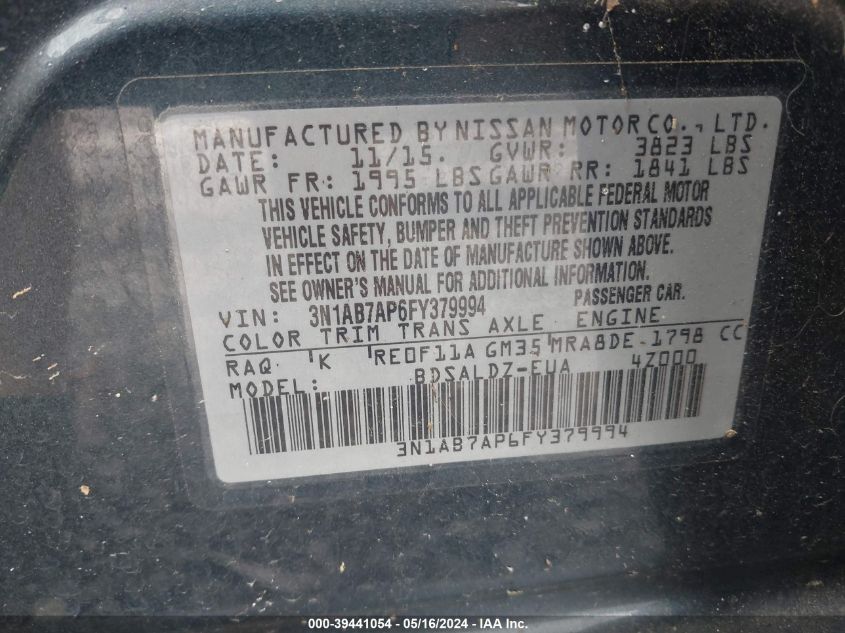 MANUFACTURED BY NISSAN MOTOR CO., LTD.
DATE: 11/15. GVWR: 3823 LBS
GAWR FR: 1995 LBS GAWR RR: 1841 LBS
THIS VEHICLE CONFORMS TO ALL APPLICABLE FEDERAL MOTOR
VEHICLE SAFETY, BUMPER AND THEFT PREVENTION STANDARDS
IN EFFECT ON THE DATE OF MANUFACTURE SHOWN ABOVE.
SEE OWNER'S MANUAL FOR ADDITIONAL INFORMATION.
VIN: 3N1AB7AP6FY379994 PASSENGER CAR.
COLOR TRIM TRANS AXLE ENGINE
RAQ K RE0F11A GM35 MRA8DE 1798 CC
MODEL: BDSALDZ-EUA 4Z000
3N1AB7AP6FY379994
000-39441054 - 05/16/2024 - IAA Inc.